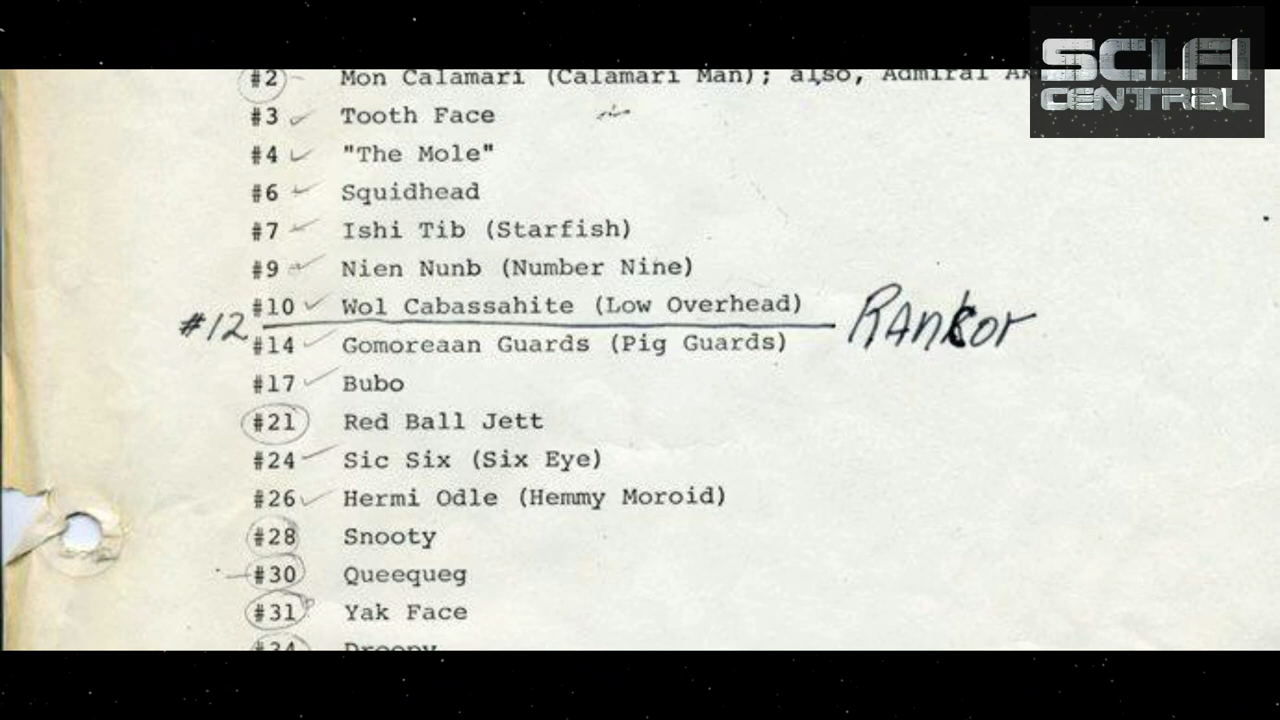 SCI FI
CENTRAL
#2 Mon Calamari (Calamari Man); also, Admiral
#3 Tooth Face
#4 "The Mole"
#6 Squidhead
#7 Ishi Tib (Starfish)
#9 Nien Nunb (Number Nine)
#10 Wol Cabassahite (Low Overhead)
#12 Rankor
#14 Gomoreaan Guards (Pig Guards)
#17 Bubo
#21 Red Ball Jett
#24 Sic Six (Six Eye)
#26 Hermi Odle (Hemmy Moroid)
#28 Snooty
#30 Queequeg
#31 Yak Face
#34 Droopy